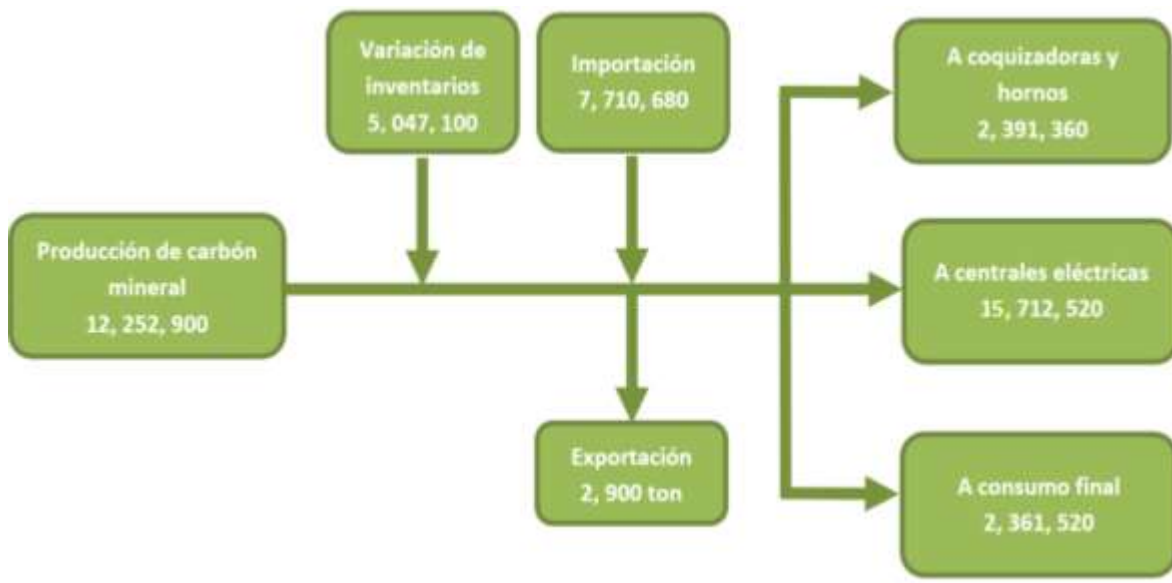 Variación de
inventarios
5, 047, 100
Importación
7, 710, 680
A coquizadoras y
hornos
2, 391, 360
Producción de carbón
mineral
12, 252, 900
A centrales eléctricas
15, 712, 520
Exportación
2, 900 ton
A consumo final
2, 361, 520